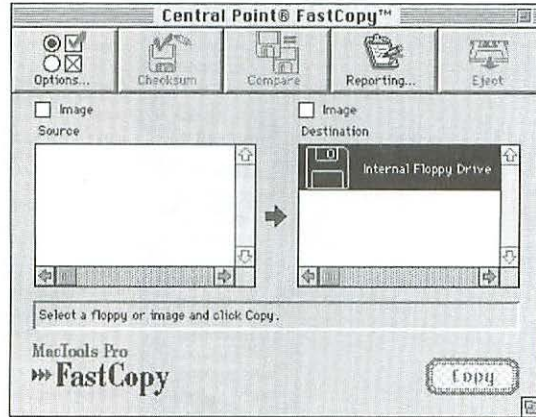 Central Point® FastCopy™
Options...
Checksum
Compare
Reporting...
Eject
Image
Image
Source
Destination
Internal Floppy Drive
Select a floppy or image and click Copy.
MacTools Pro
FastCopy
Copy